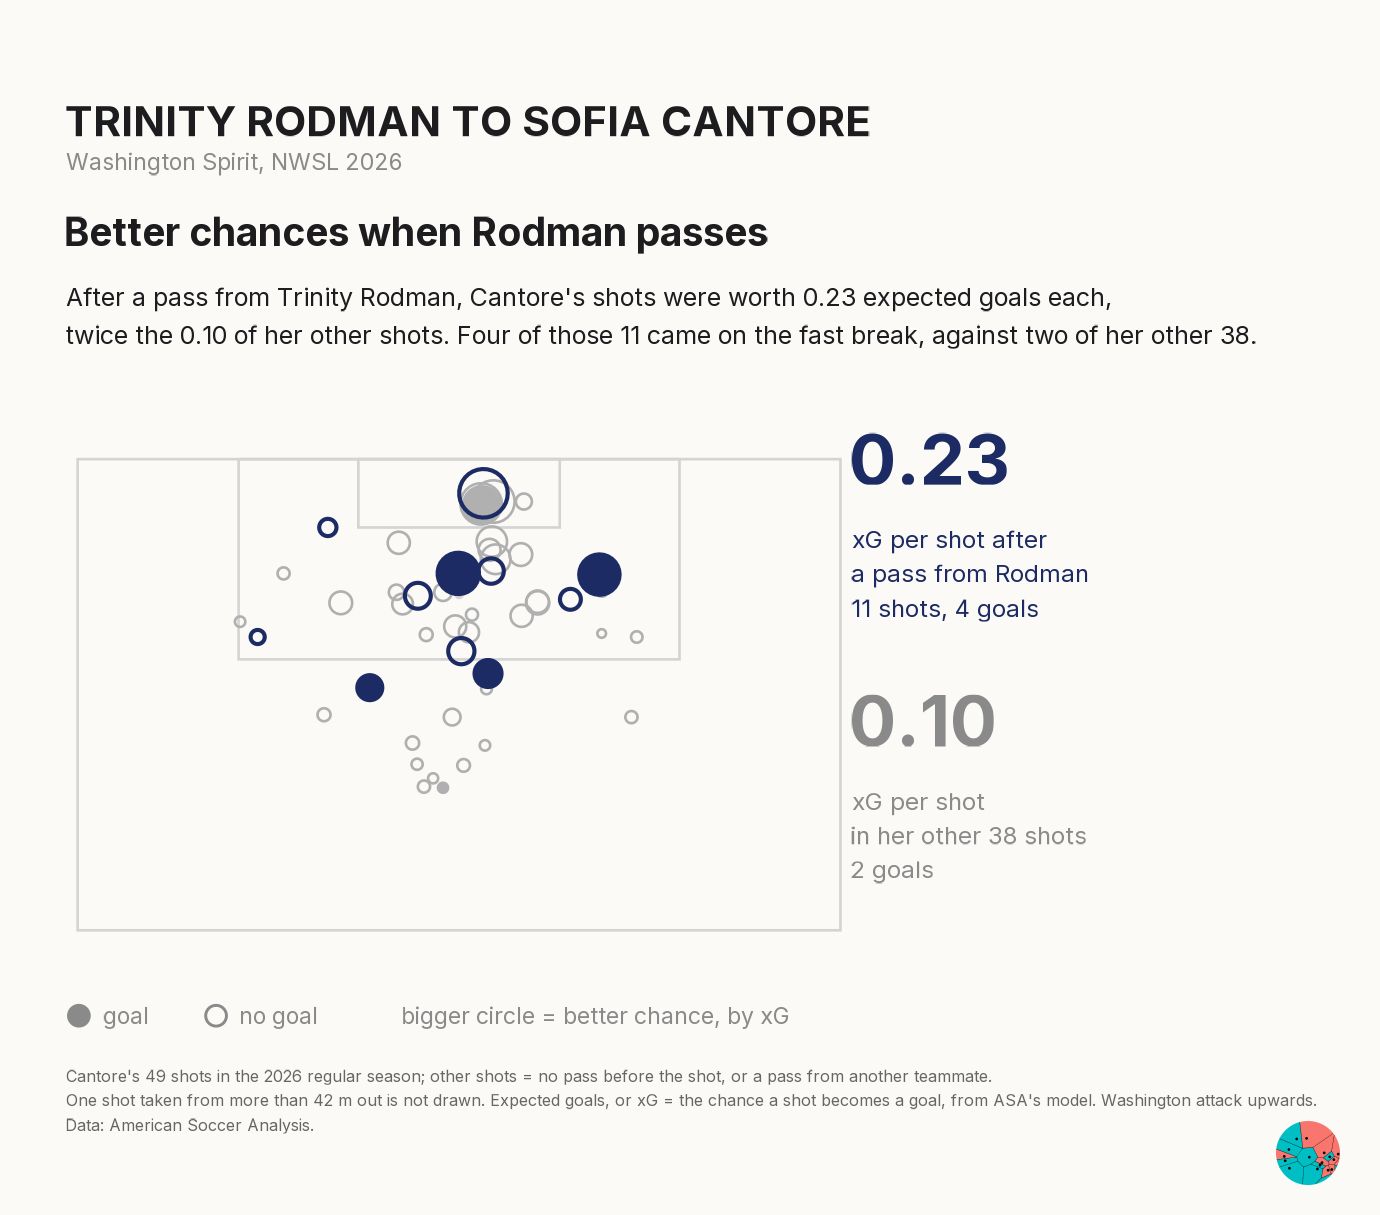 TRINITY RODMAN TO SOFIA CANTORE
Washington Spirit, NWSL 2026
Better chances when Rodman passes
After a pass from Trinity Rodman, Cantore's shots were worth 0.23 expected goals each,
twice the 0.10 of her other shots. Four of those 11 came on the fast break, against two of her other 38.
0.23
xG per shot after
a pass from Rodman
11 shots, 4 goals
0.10
xG per shot
in her other 38 shots
2 goals
goal
no goal
bigger circle = better chance, by xG
Cantore's 49 shots in the 2026 regular season; other shots = no pass before the shot, or a pass from another teammate.
One shot taken from more than 42 m out is not drawn. Expected goals, or xG = the chance a shot becomes a goal, from ASA's model. Washington attack upwards.
Data: American Soccer Analysis.